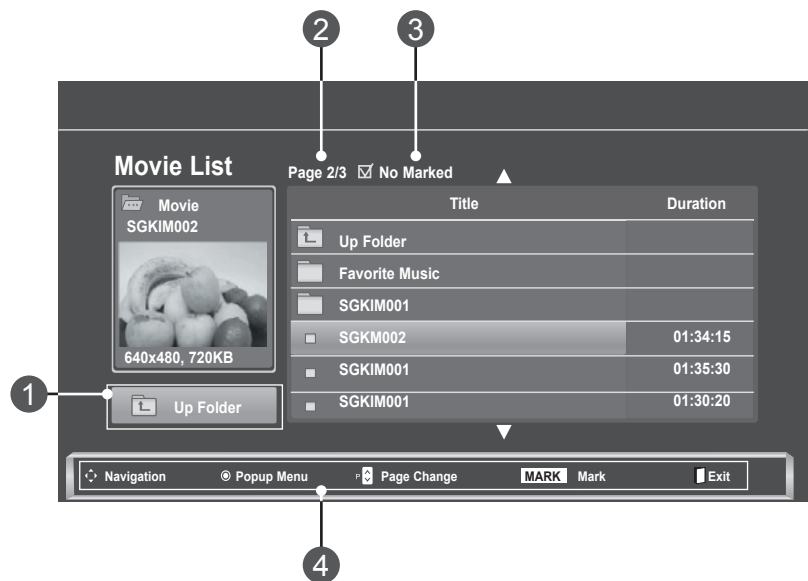 2 3
Movie List
Page 2/3 No Marked
Movie
SGKIM002
640x480, 720KB
1
Up Folder
Title Duration
Up Folder
Favorite Music
SGKIM001
SGKM002 01:34:15
SGKIM001 01:35:30
SGKIM001 01:30:20
Navigation Popup Menu P Page Change MARK Mark Exit
4